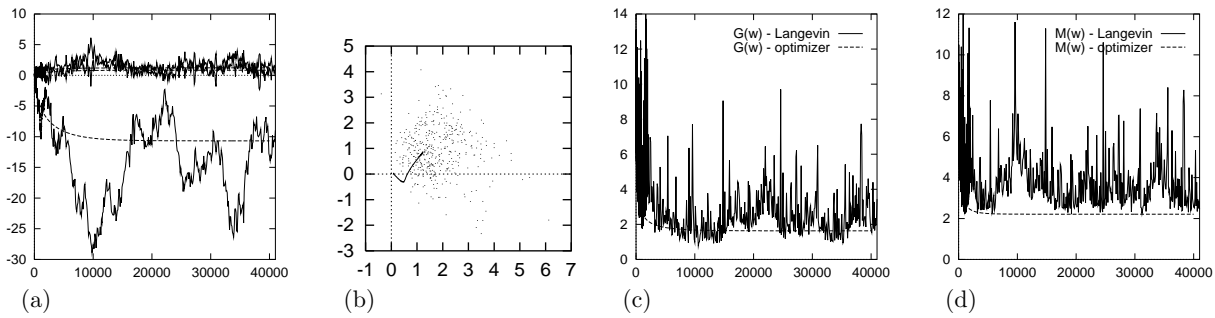 10
5
0
-5
-10
-15
-20
-25
-30
0 10000 20000 30000 40000
(a)
5
4
3
2
1
0
-1
-2
-3
-1 0 1 2 3 4 5 6 7
(b)
14
12
10
8
6
4
2
0
0 10000 20000 30000 40000
G(w) - Langevin
G(w) - optimizer
(c)
12
10
8
6
4
2
0
0 10000 20000 30000 40000
M(w) - Langevin
M(w) - optimizer
(d)